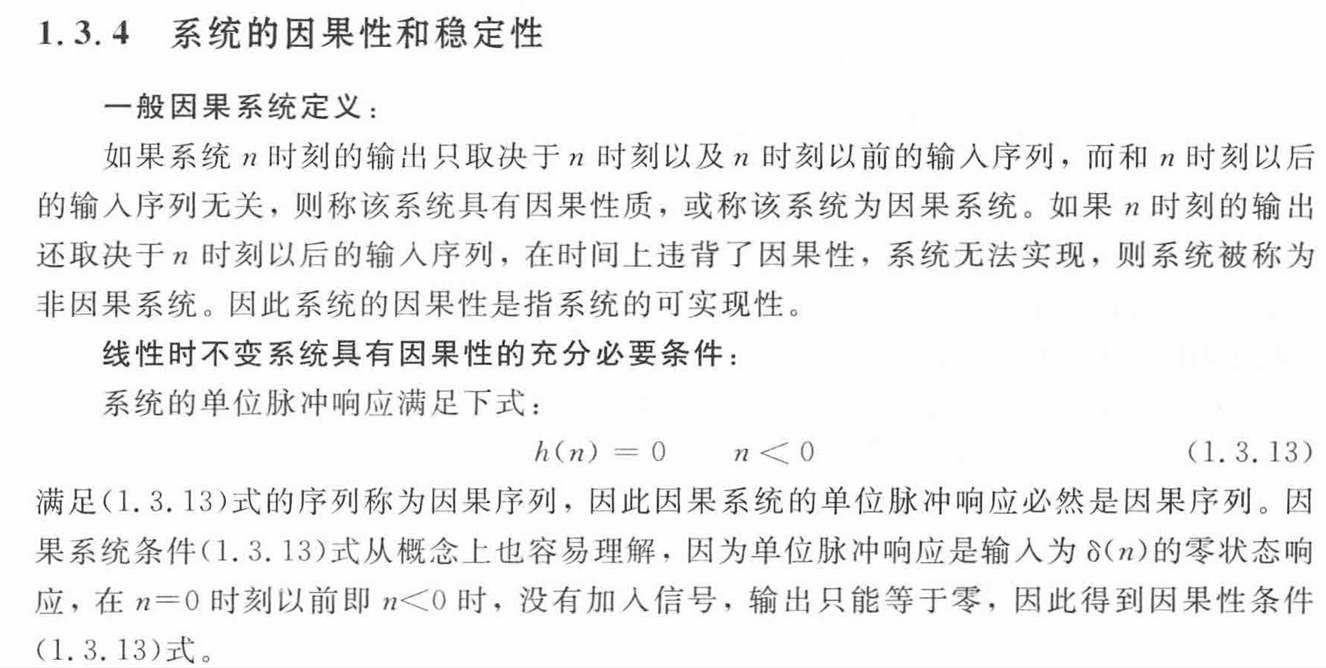 1.3.4 系统的因果性和稳定性
一般因果系统定义：
如果系统 n 时刻的输出只取决于 n 时刻以及 n 时刻以前的输入序列，而和 n 时刻以后
的输入序列无关，则称该系统具有因果性质，或称该系统为因果系统。如果 n 时刻的输出
还取决于 n 时刻以后的输入序列，在时间上违背了因果性，系统无法实现，则系统被称为
非因果系统。因此系统的因果性是指系统的可实现性。
线性时不变系统具有因果性的充分必要条件：
系统的单位脉冲响应满足下式：
h(n) = 0 n < 0 (1.3.13)
满足(1.3.13)式的序列称为因果序列，因此因果系统的单位脉冲响应必然是因果序列。因
果系统条件(1.3.13)式从概念上也容易理解，因为单位脉冲响应是输入为 δ(n)的零状态响
应，在 n=0 时刻以前即 n<0 时，没有加入信号，输出只能等于零，因此得到因果性条件
(1.3.13)式。